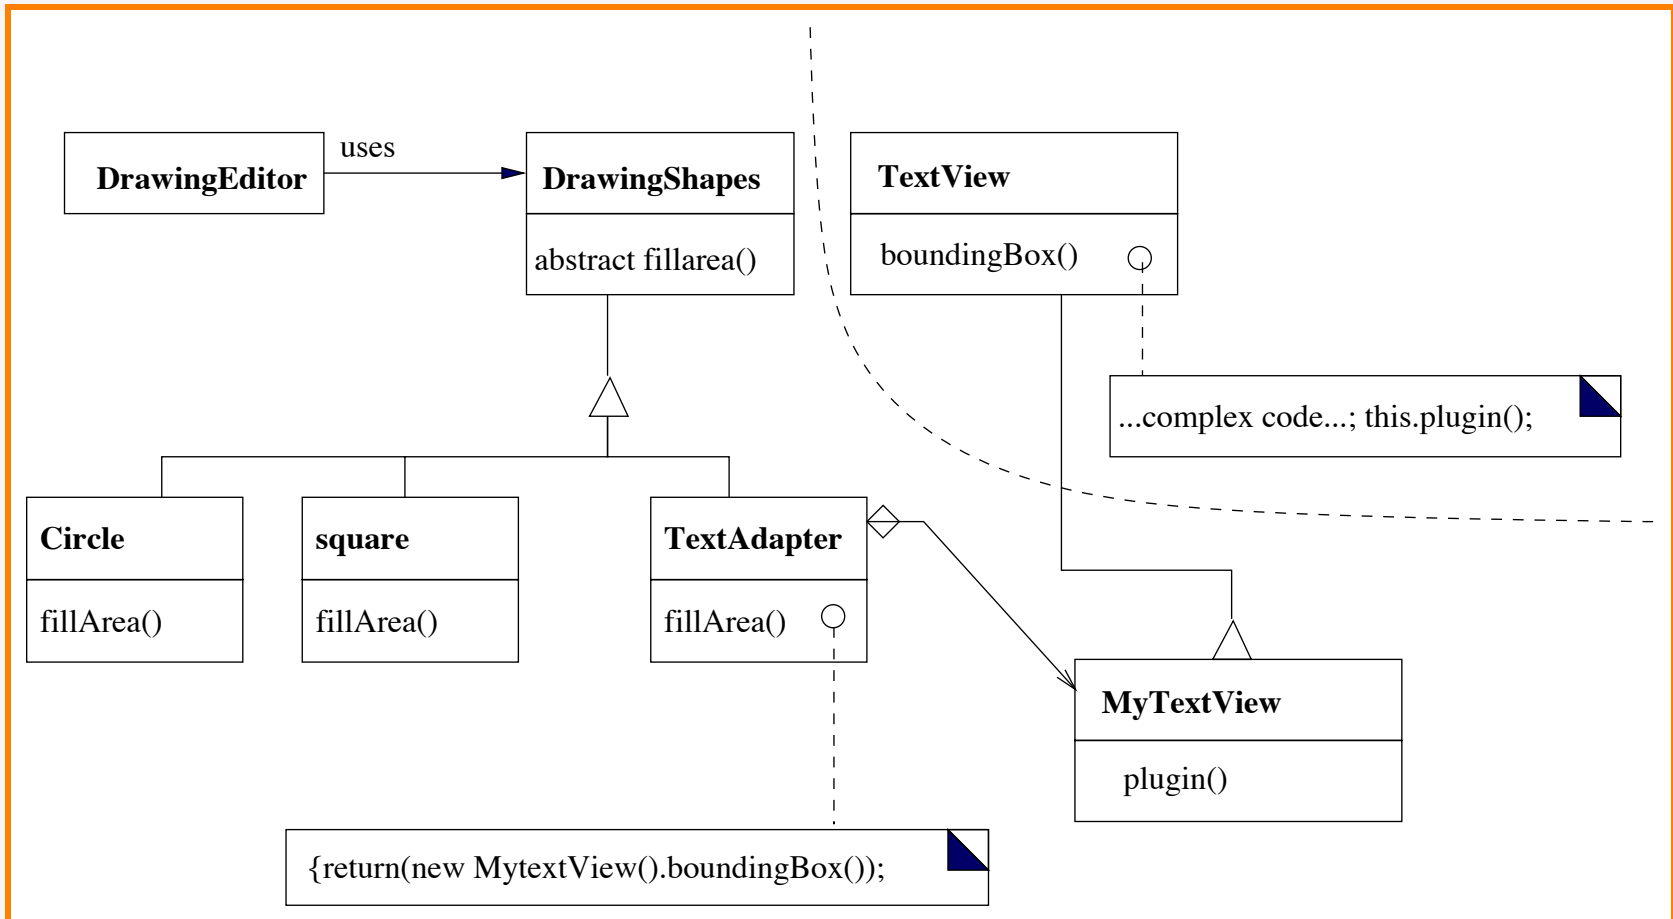 uses
DrawingEditor
DrawingShapes
abstract fillarea()
TextView
boundingBox()
...complex code...; this.plugin();
Circle
fillArea()
square
fillArea()
TextAdapter
fillArea()
MyTextView
plugin()
{return(new MytextView().boundingBox());